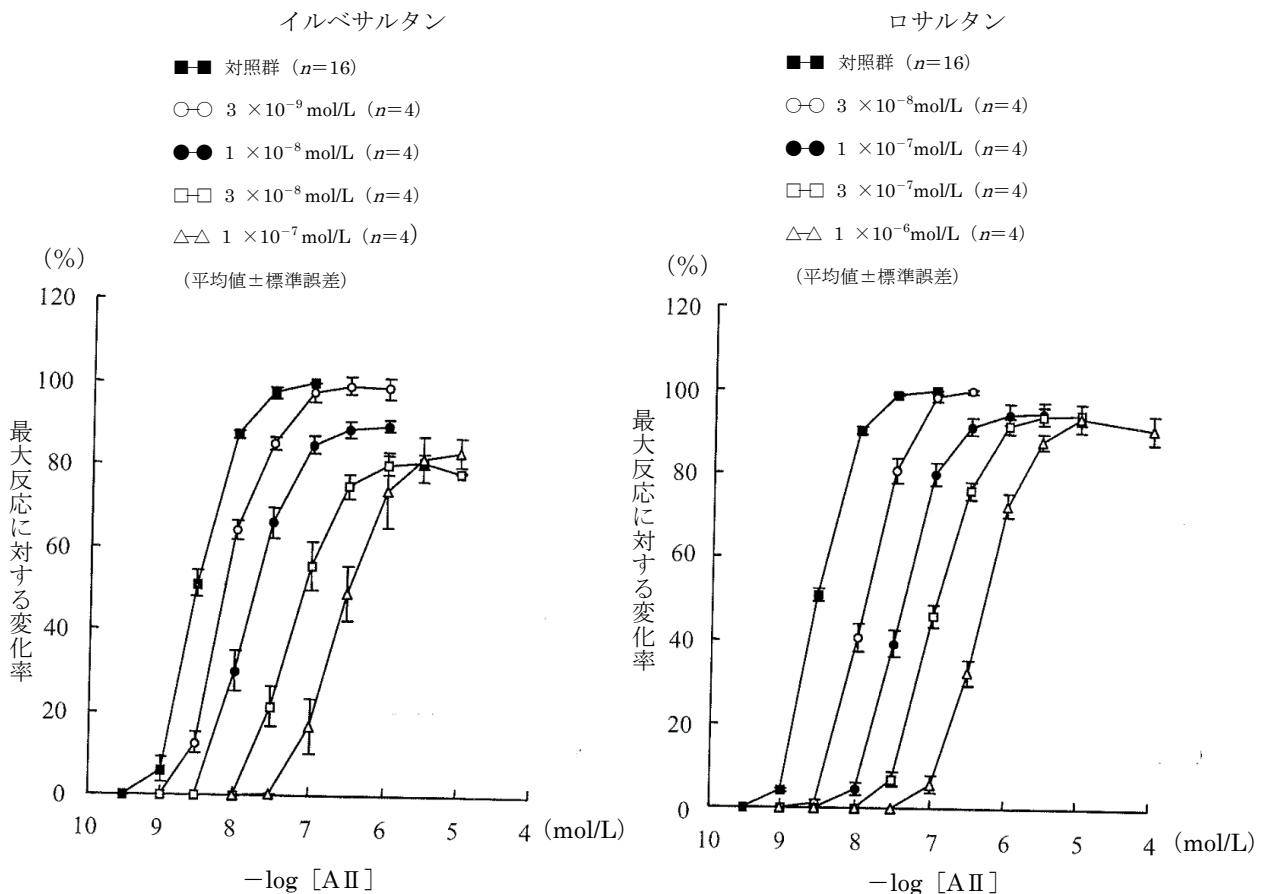 イルベサルタン
■-■ 対照群 (n=16)
○-○ 3 ×10⁻⁹ mol/L (n=4)
●-● 1 ×10⁻⁸ mol/L (n=4)
□-□ 3 ×10⁻⁸ mol/L (n=4)
△-△ 1 ×10⁻⁷ mol/L (n=4)
(平均値±標準誤差)
(%)
120
100
80
60
40
20
0
最大反応に対する変化率
10 9 8 7 6 5 4 (mol/L)
−log [AⅡ]
ロサルタン
■-■ 対照群 (n=16)
○-○ 3 ×10⁻⁸mol/L (n=4)
●-● 1 ×10⁻⁷mol/L (n=4)
□-□ 3 ×10⁻⁷mol/L (n=4)
△-△ 1 ×10⁻⁶mol/L (n=4)
(平均値±標準誤差)
(%)
120
100
80
60
40
20
0
最大反応に対する変化率
10 9 8 7 6 5 4 (mol/L)
−log [AⅡ]